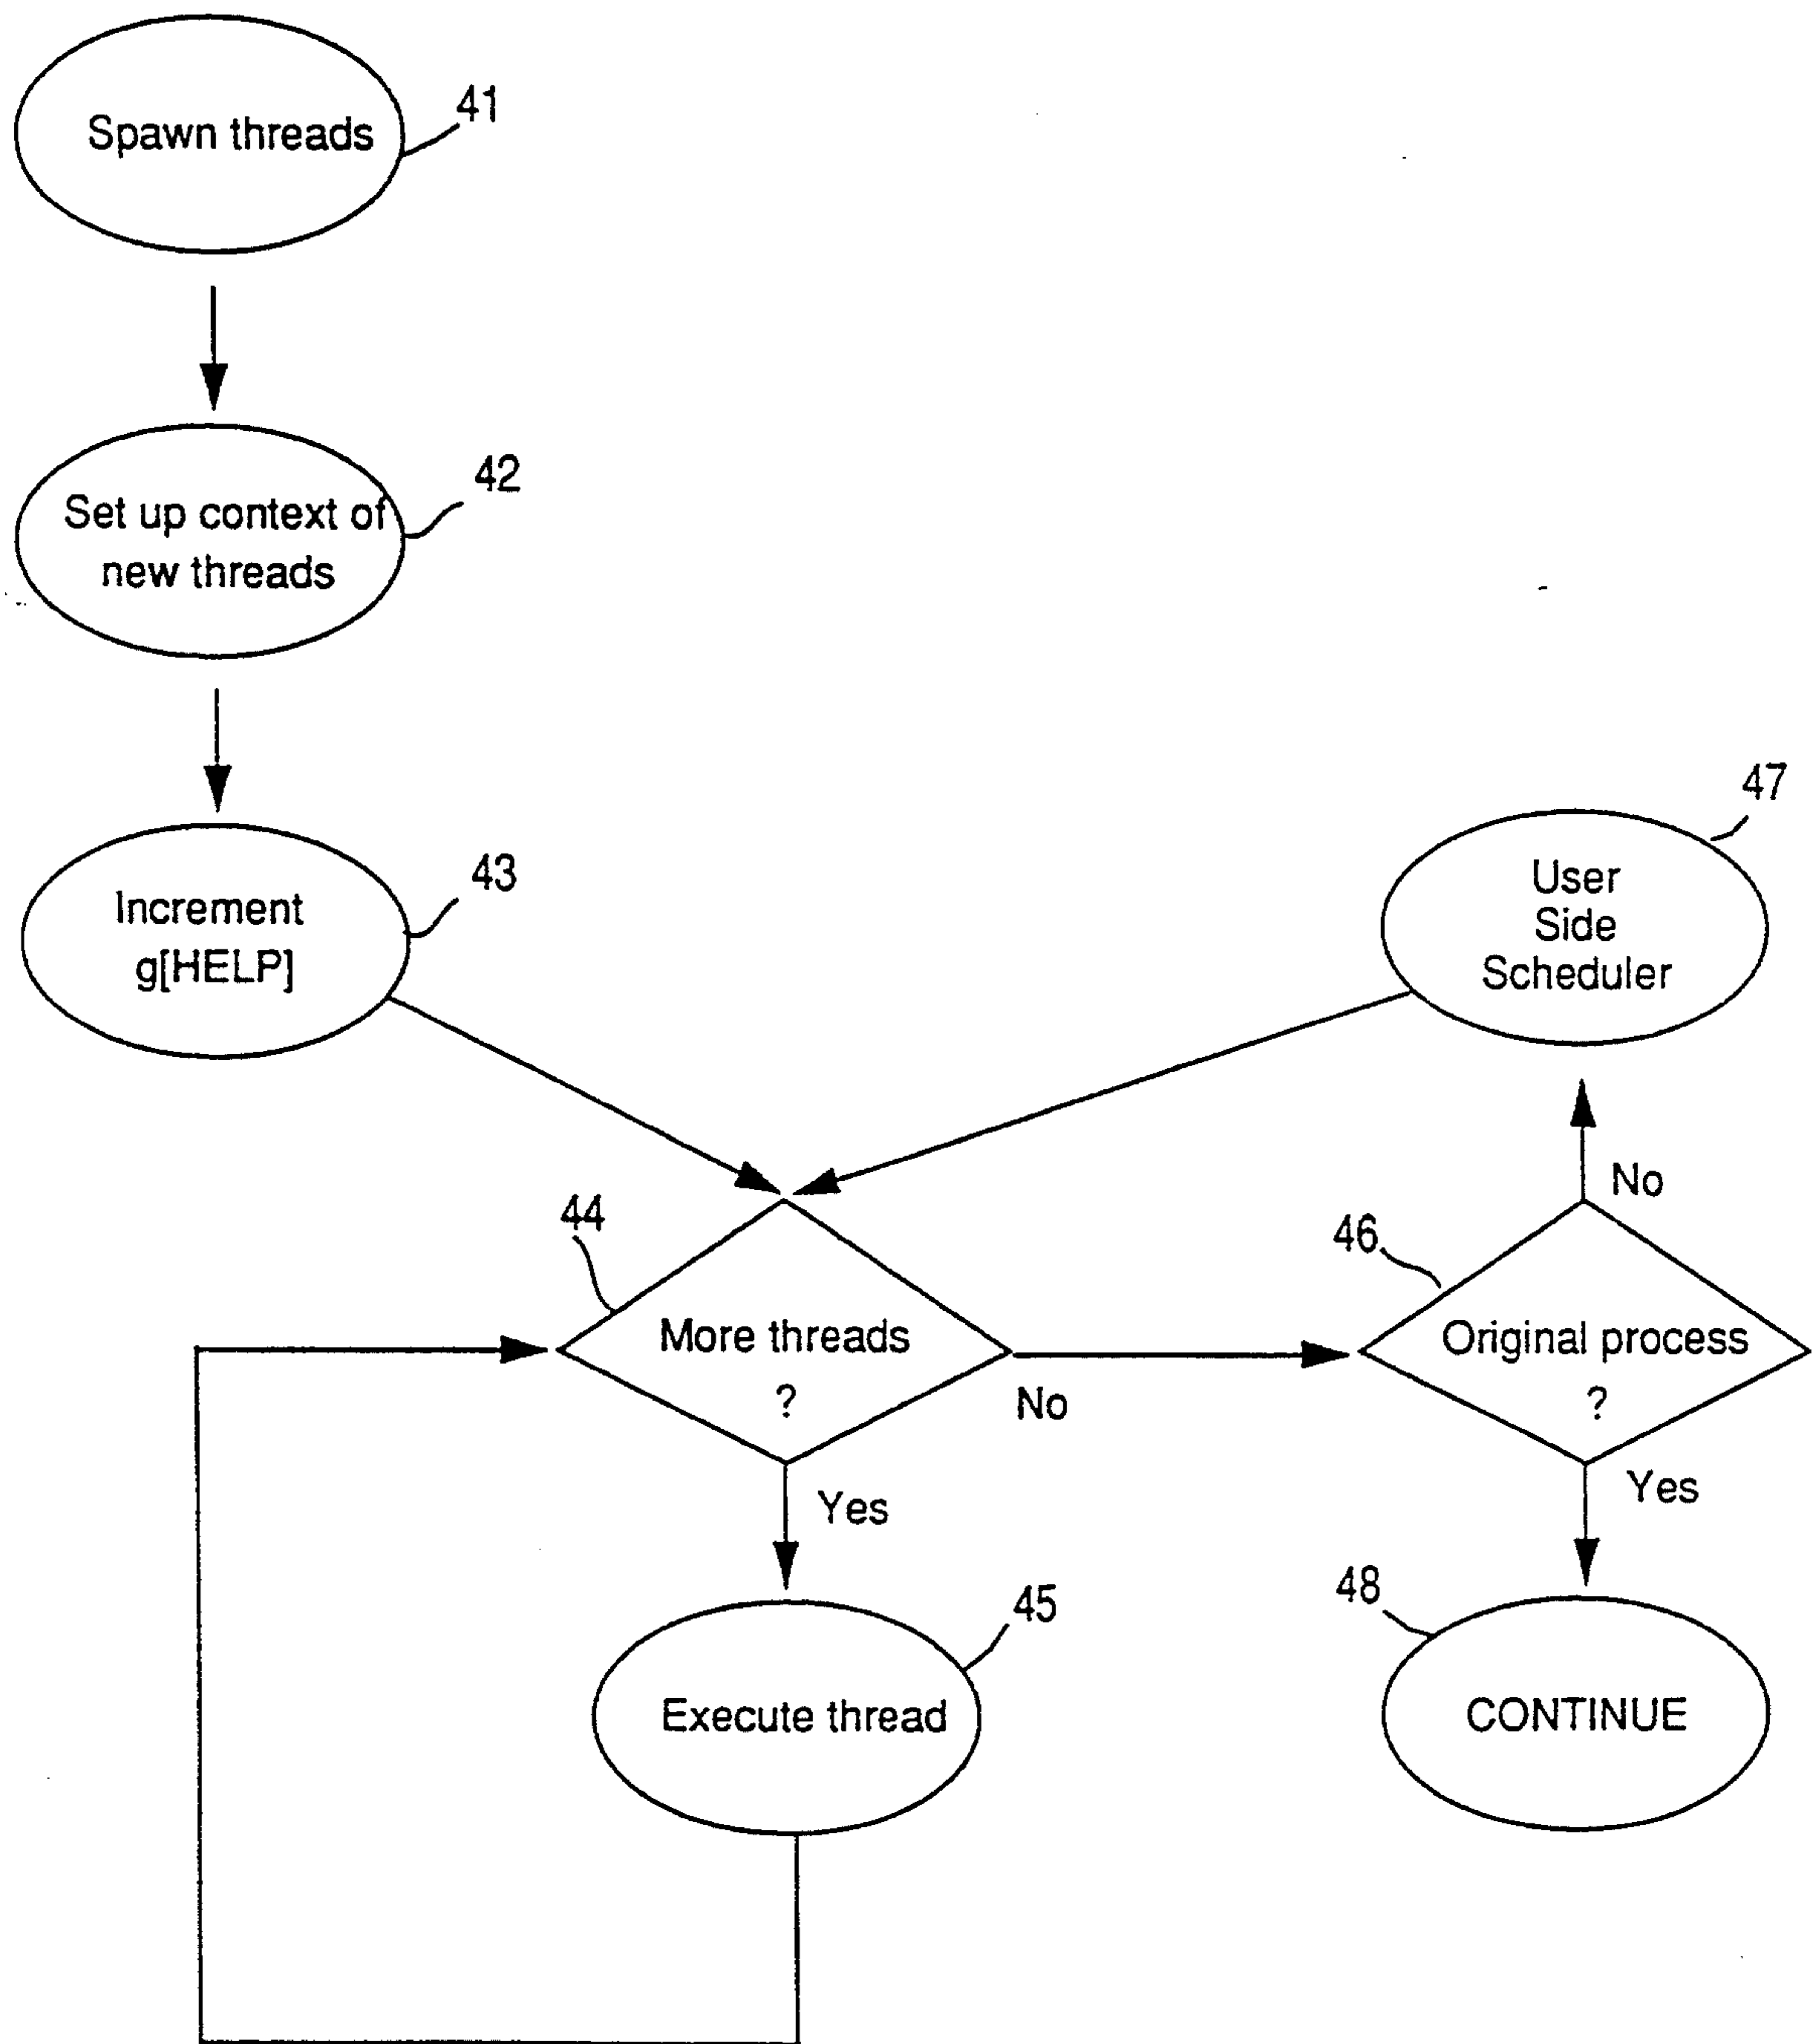 Spawn threads
41
Set up context of
new threads
42
Increment
g[HELP]
43
User
Side
Scheduler
47
44
More threads
?
No
Yes
46
Original process
?
No
Yes
Execute thread
45
48
CONTINUE